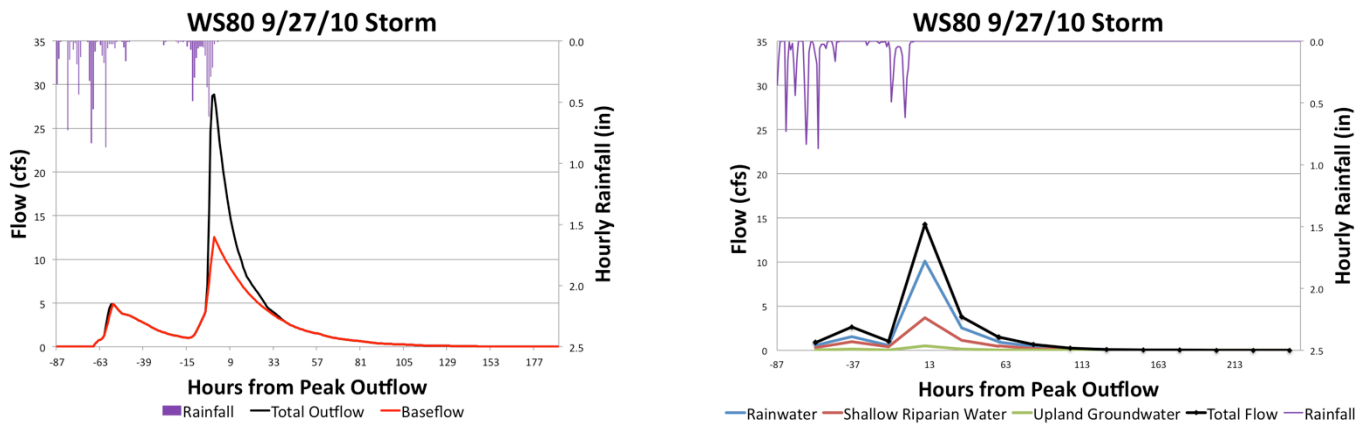 WS80 9/27/10 Storm
35
30
25
20
15
10
5
0
Flow (cfs)
0.0
0.5
1.0
1.5
2.0
2.5
Hourly Rainfall (in)
-87 -63 -39 -15 9 33 57 81 105 129 153 177
Hours from Peak Outflow
Rainfall Total Outflow Baseflow
WS80 9/27/10 Storm
35
30
25
20
15
10
5
0
Flow (cfs)
0.0
0.5
1.0
1.5
2.0
2.5
Hourly Rainfall (in)
-87 -37 13 63 113 163 213
Hours from Peak Outflow
Rainwater Shallow Riparian Water Upland Groundwater Total Flow Rainfall